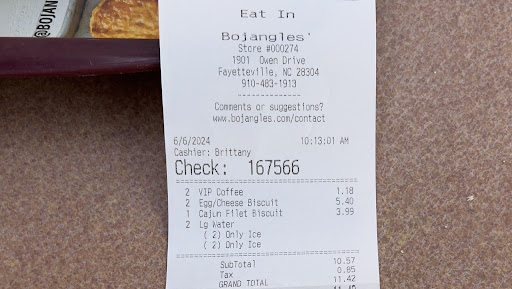 @BOJAN
Eat In
Bojangles'
Store #000274
1901 Owen Drive
Fayetteville, NC 28304
910-483-1913
--------------
Comments or suggestions?
www.bojangles.com/contact
6/6/2024 10:13:01 AM
Cashier: Brittany
Check: 167566
2 VIP Coffee 1.18
2 Egg/Cheese Biscuit 5.40
1 Cajun Filet Biscuit 3.99
2 Lg Water
( 2) Only Ice
( 2) Only Ice
SubTotal 10.57
Tax 0.85
GRAND TOTAL 11.42